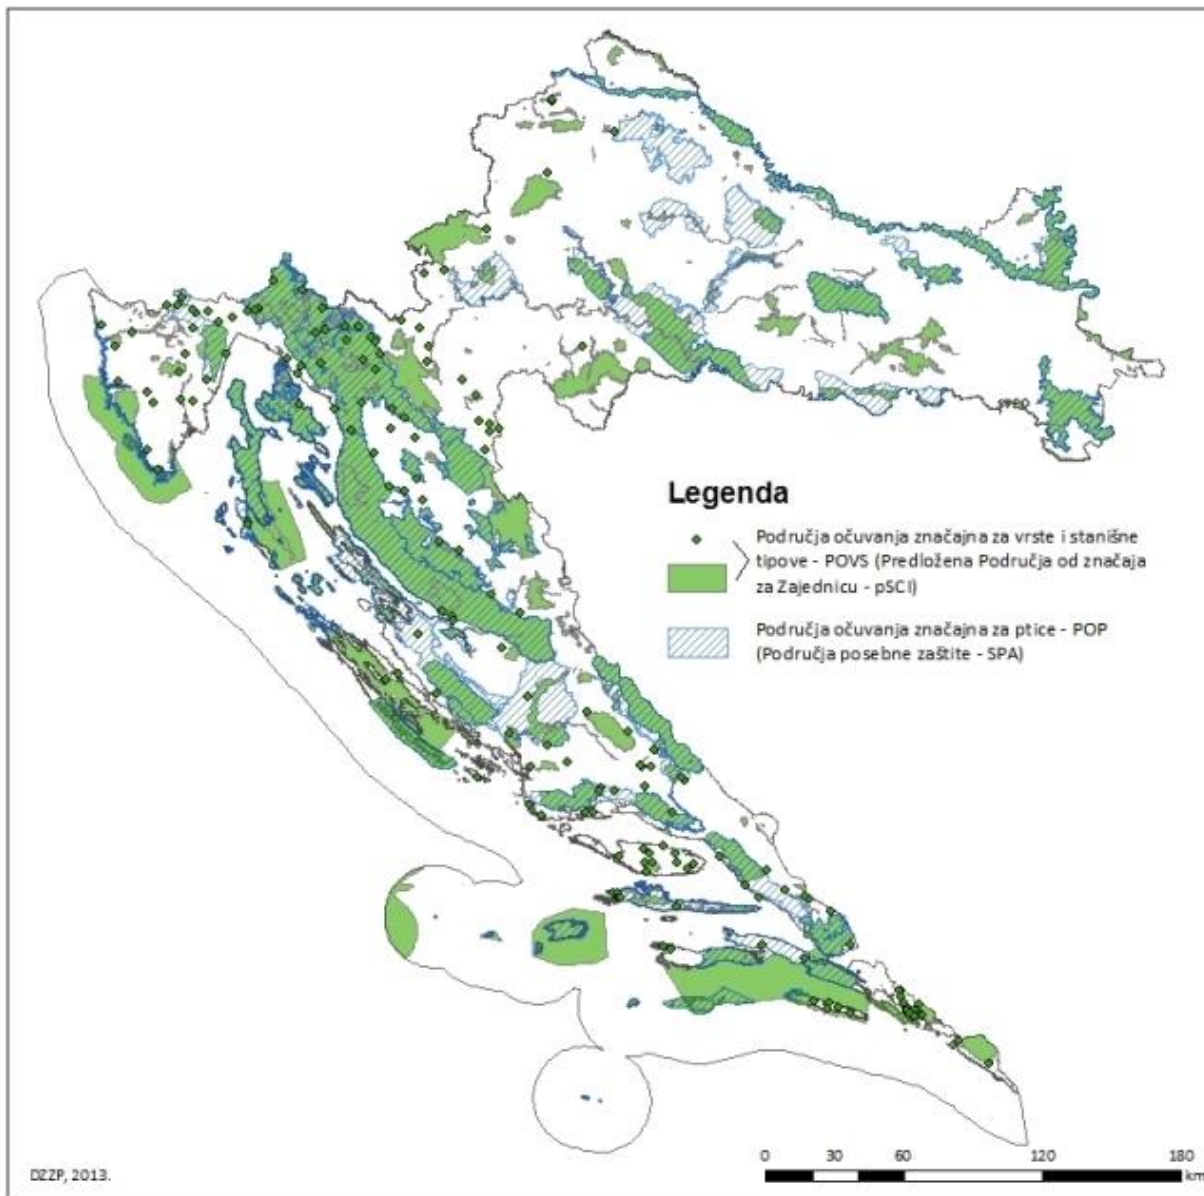 Legenda
Područja očuvanja značajna za vrste i stanišne
tipove - POVS (Predložena Područja od značaja
za Zajednicu - pSCI)
Područja očuvanja značajna za ptice - POP
(Područja posebne zaštite - SPA)
DZZP, 2013.
0 30 60 120 180
km